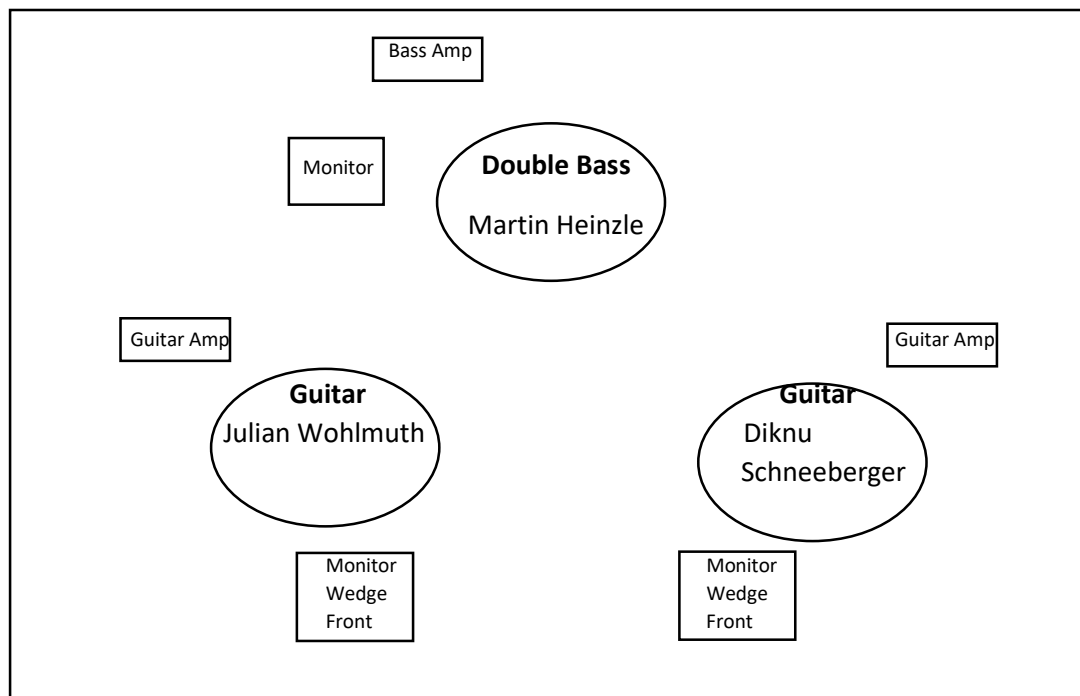 Bass Amp
Double Bass
Monitor
Martin Heinzle
Guitar Amp
Guitar Amp
Guitar
Julian Wohlmuth
Guitar
Diknu
Schneeberger
Monitor
Wedge
Front
Monitor
Wedge
Front